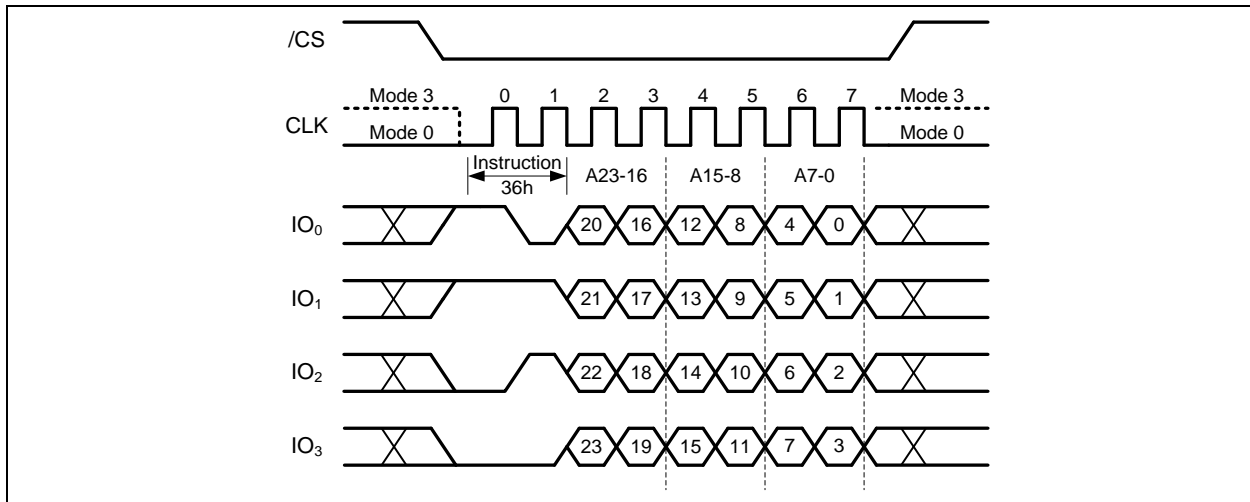 /CS
Mode 3 0 1 2 3 4 5 6 7 Mode 3
CLK
Mode 0 Mode 0
Instruction
36h
A23-16 A15-8 A7-0
IO0 20 16 12 8 4 0
IO1 21 17 13 9 5 1
IO2 22 18 14 10 6 2
IO3 23 19 15 11 7 3